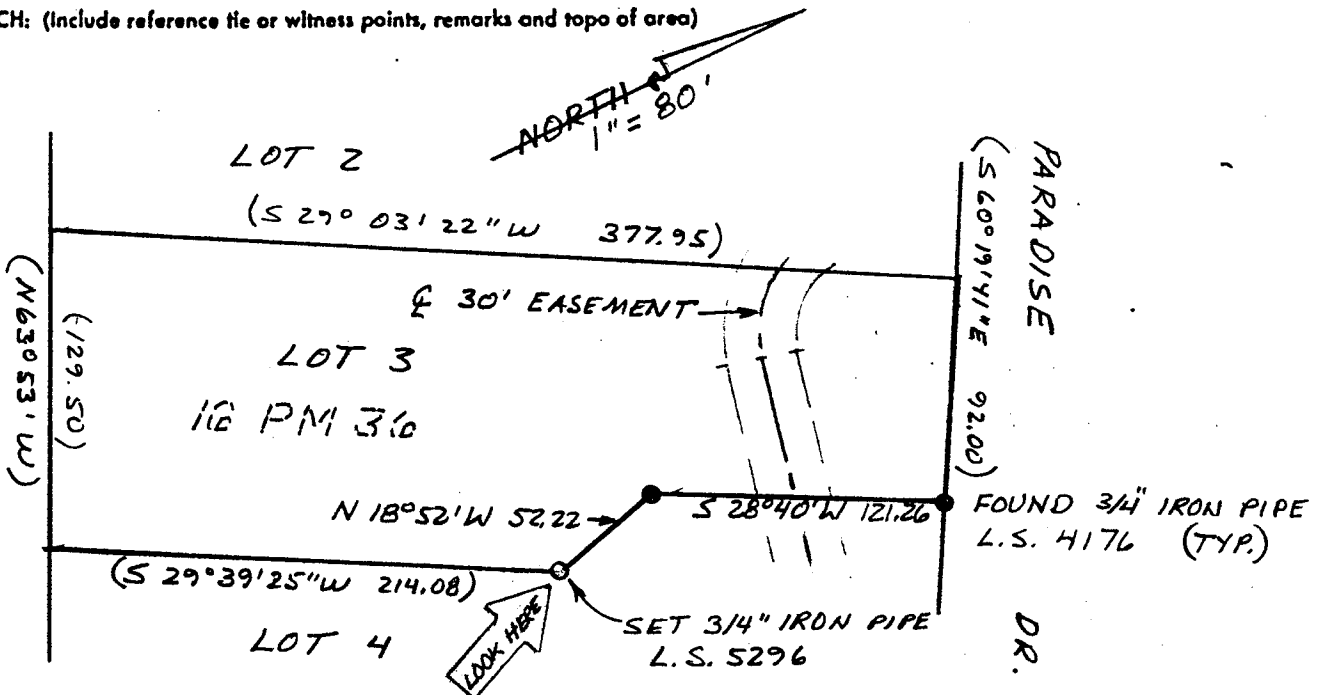 CH: (Include reference tie or witness points, remarks and topo of area)
NORTH
1" = 80'
LOT 2
(S 29° 03' 22" W 377.95)
℄ 30' EASEMENT
LOT 3
16 PM 36
(129.50)
(N63° 53' W)
PARADISE
(S 60° 19' 41" E 92.00)
N 18° 52' W 52.22
S 28° 40' W 121.26
FOUND 3/4" IRON PIPE
L.S. 4176 (TYP.)
(S 29° 39' 25" W 214.08)
LOOK HERE
SET 3/4" IRON PIPE
L.S. 5296
LOT 4
DR.